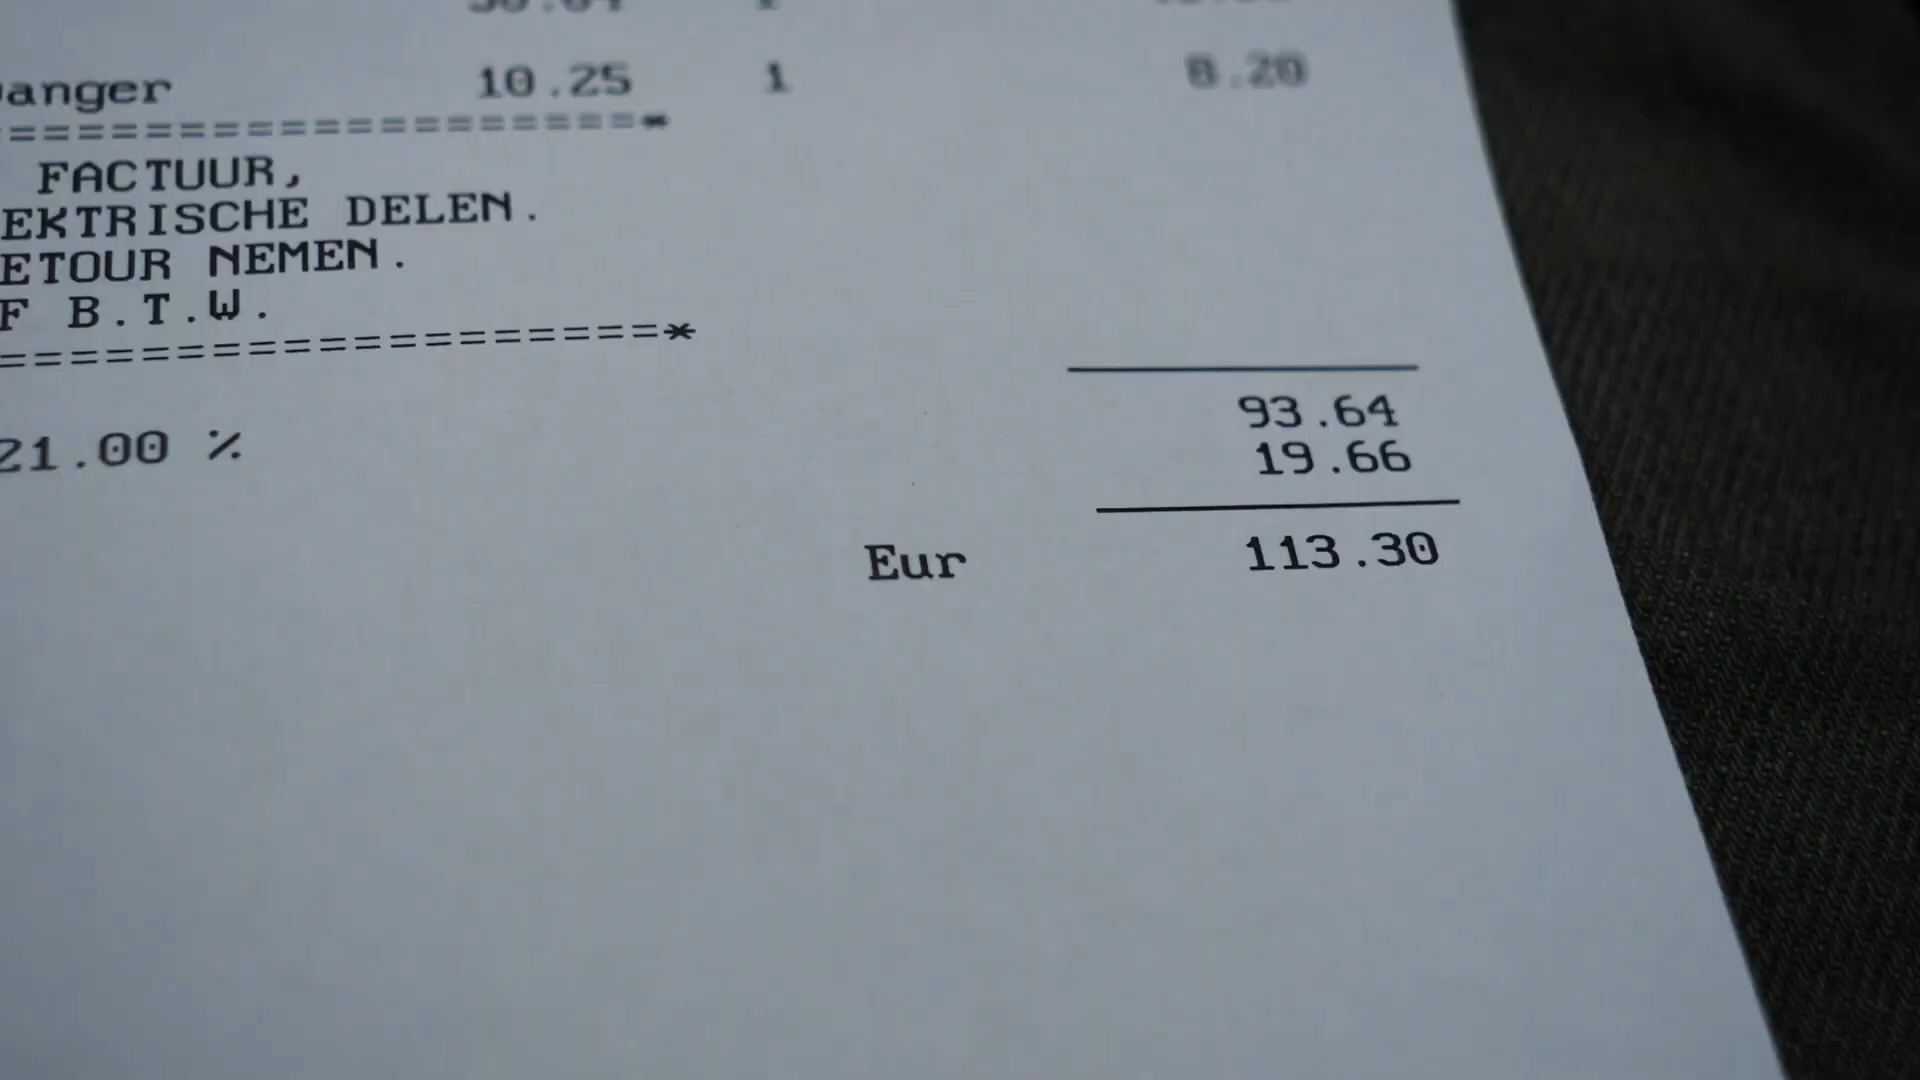 anger 10.25 1 8.20
====================*
FACTUUR,
EKTRISCHE DELEN.
ETOUR NEMEN.
F B.T.W.
===================*
93.64
21.00 % 19.66
Eur 113.30